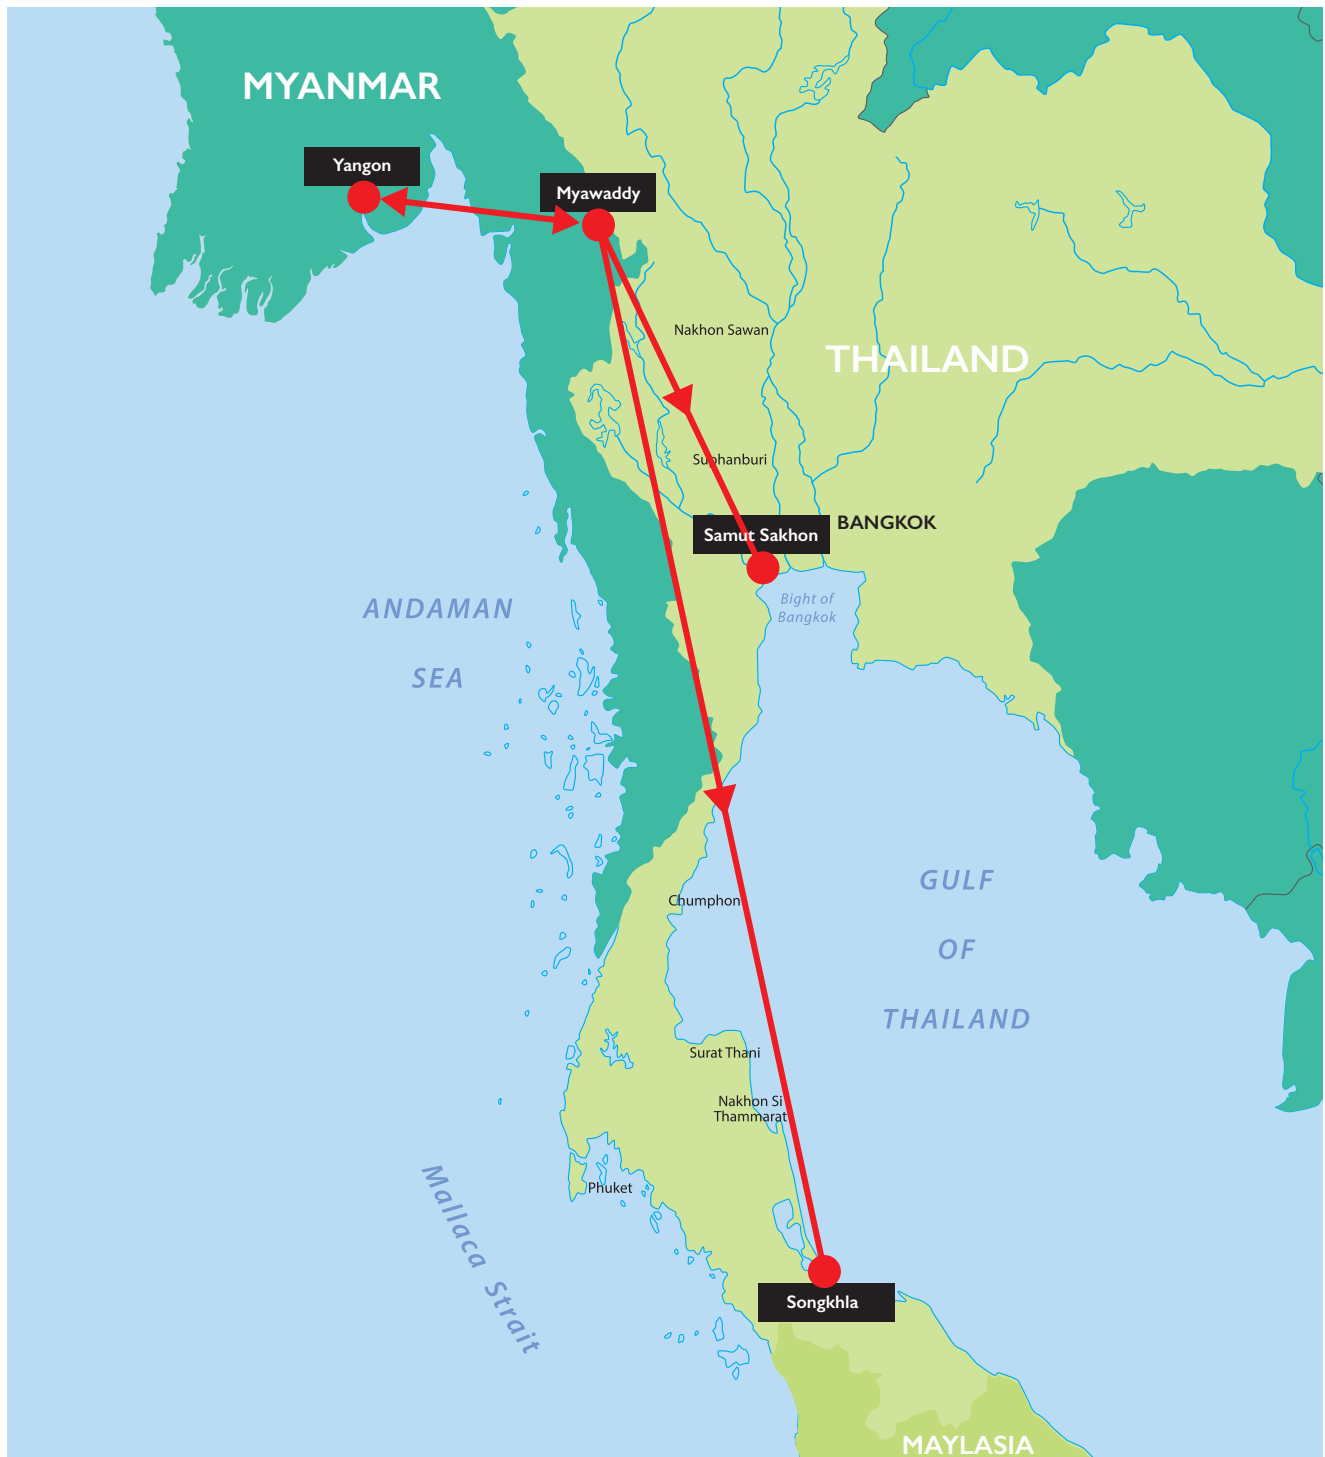 MYANMAR
Yangon
Myawaddy
Nakhon Sawan
THAILAND
Suphanburi
Samut Sakhon
BANGKOK
Bight of
Bangkok
ANDAMAN
SEA
GULF
OF
THAILAND
Chumphon
Surat Thani
Nakhon Si
Thammarat
Phuket
Mallaca Strait
Songkhla
MAYLASIA